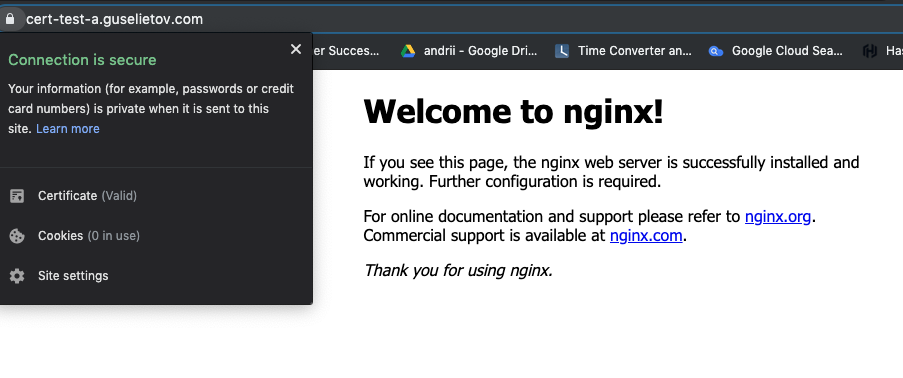 cert-test-a.guselietov.com
er Succes... andrii - Google Dri... Time Converter an... Google Cloud Sea... Has
Connection is secure
Your information (for example, passwords or credit
card numbers) is private when it is sent to this
site. Learn more
Certificate (Valid)
Cookies (0 in use)
Site settings
Welcome to nginx!
If you see this page, the nginx web server is successfully installed and
working. Further configuration is required.
For online documentation and support please refer to nginx.org.
Commercial support is available at nginx.com.
Thank you for using nginx.